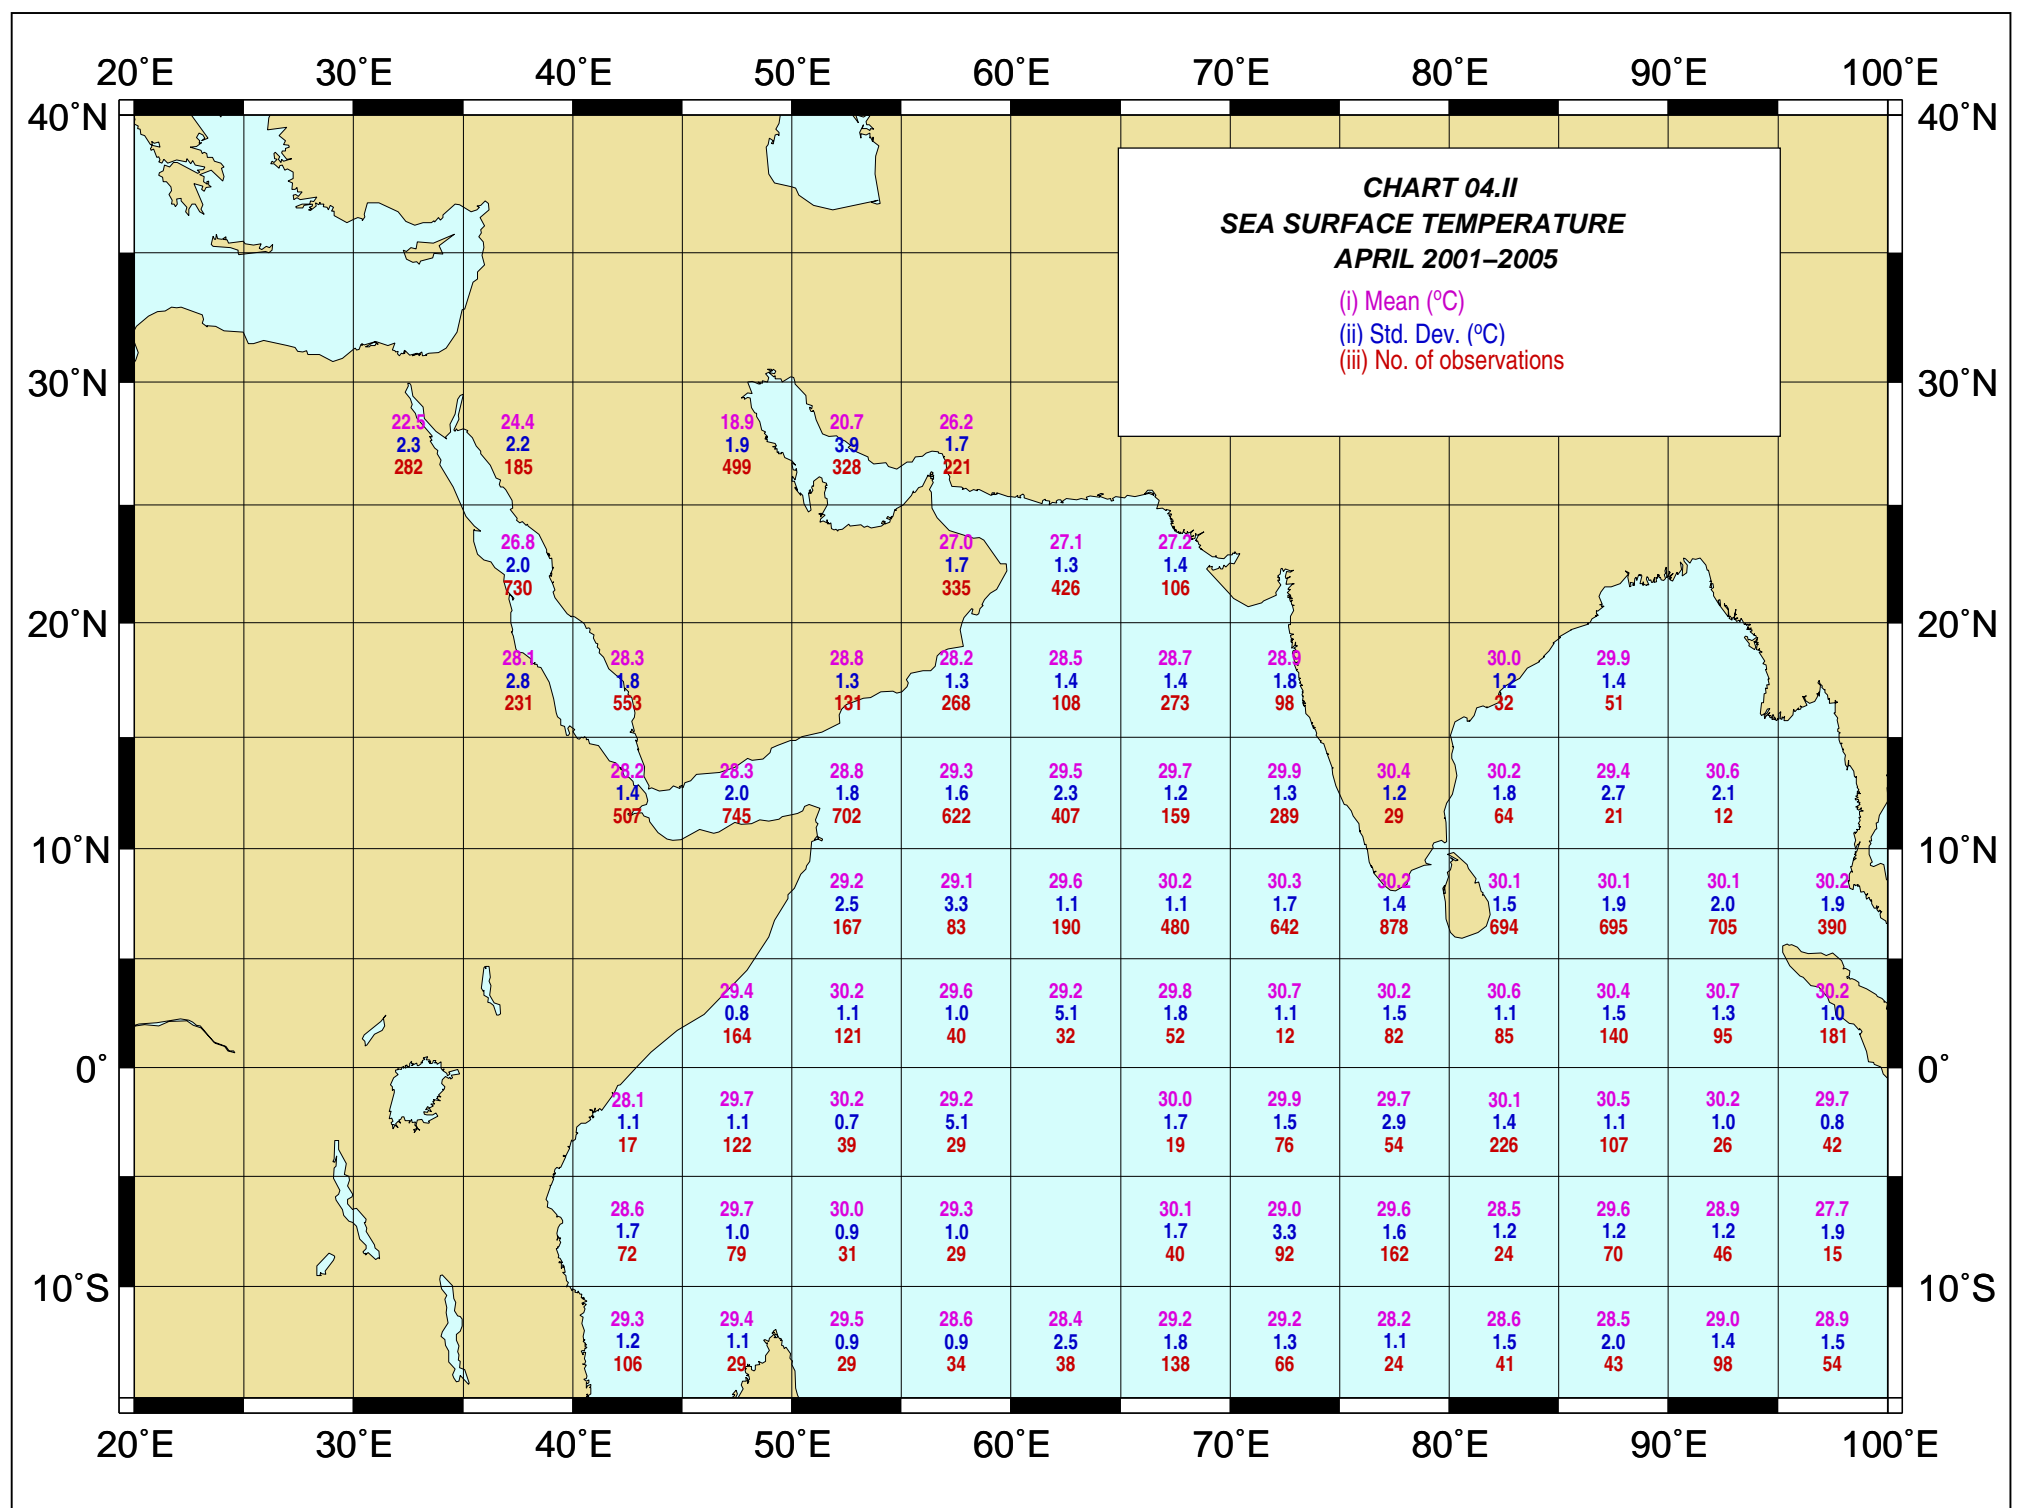 20˚E 30˚E 40˚E 50˚E 60˚E 70˚E 80˚E 90˚E 100˚E
40˚N 40˚N
CHART 04.II
SEA SURFACE TEMPERATURE
APRIL 2001–2005
(i) Mean (ºC)
(ii) Std. Dev. (ºC)
(iii) No. of observations
30˚N 30˚N
22.5 24.4 18.9 20.7 26.2
2.3 2.2 1.9 3.9 1.7
282 185 499 328 221
26.8 27.0 27.1 27.2
2.0 1.7 1.3 1.4
730 335 426 106
20˚N 20˚N
28.1 28.3 28.8 28.2 28.5 28.7 28.9 30.0 29.9
2.8 1.8 1.3 1.3 1.4 1.4 1.8 1.2 1.4
231 553 131 268 108 273 98 32 51
28.2 28.3 28.8 29.3 29.5 29.7 29.9 30.4 30.2 29.4 30.6
1.4 2.0 1.8 1.6 2.3 1.2 1.3 1.2 1.8 2.7 2.1
507 745 702 622 407 159 289 29 64 21 12
10˚N 10˚N
29.2 29.1 29.6 30.2 30.3 30.2 30.1 30.1 30.1 30.2
2.5 3.3 1.1 1.1 1.7 1.4 1.5 1.9 2.0 1.9
167 83 190 480 642 878 694 695 705 390
29.4 30.2 29.6 29.2 29.8 30.7 30.2 30.6 30.4 30.7 30.2
0.8 1.1 1.0 5.1 1.8 1.1 1.5 1.1 1.5 1.3 1.0
164 121 40 32 52 12 82 85 140 95 181
0˚ 0˚
28.1 29.7 30.2 29.2 30.0 29.9 29.7 30.1 30.5 30.2 29.7
1.1 1.1 0.7 5.1 1.7 1.5 2.9 1.4 1.1 1.0 0.8
17 122 39 29 19 76 54 226 107 26 42
28.6 29.7 30.0 29.3 30.1 29.0 29.6 28.5 29.6 28.9 27.7
1.7 1.0 0.9 1.0 1.7 3.3 1.6 1.2 1.2 1.2 1.9
72 79 31 29 40 92 162 24 70 46 15
10˚S 10˚S
29.3 29.4 29.5 28.6 28.4 29.2 29.2 28.2 28.6 28.5 29.0 28.9
1.2 1.1 0.9 0.9 2.5 1.8 1.3 1.1 1.5 2.0 1.4 1.5
106 29 29 34 38 138 66 24 41 43 98 54
20˚E 30˚E 40˚E 50˚E 60˚E 70˚E 80˚E 90˚E 100˚E